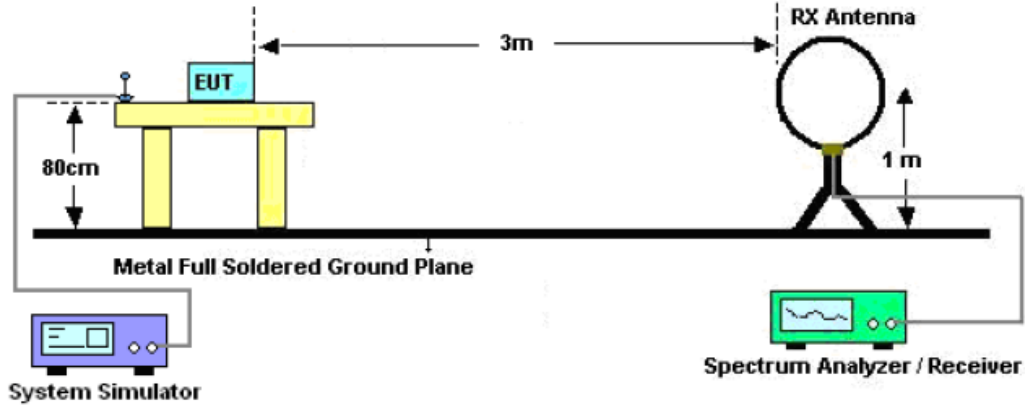 RX Antenna
3m
EUT
80cm
1 m
Metal Full Soldered Ground Plane
System Simulator
Spectrum Analyzer / Receiver